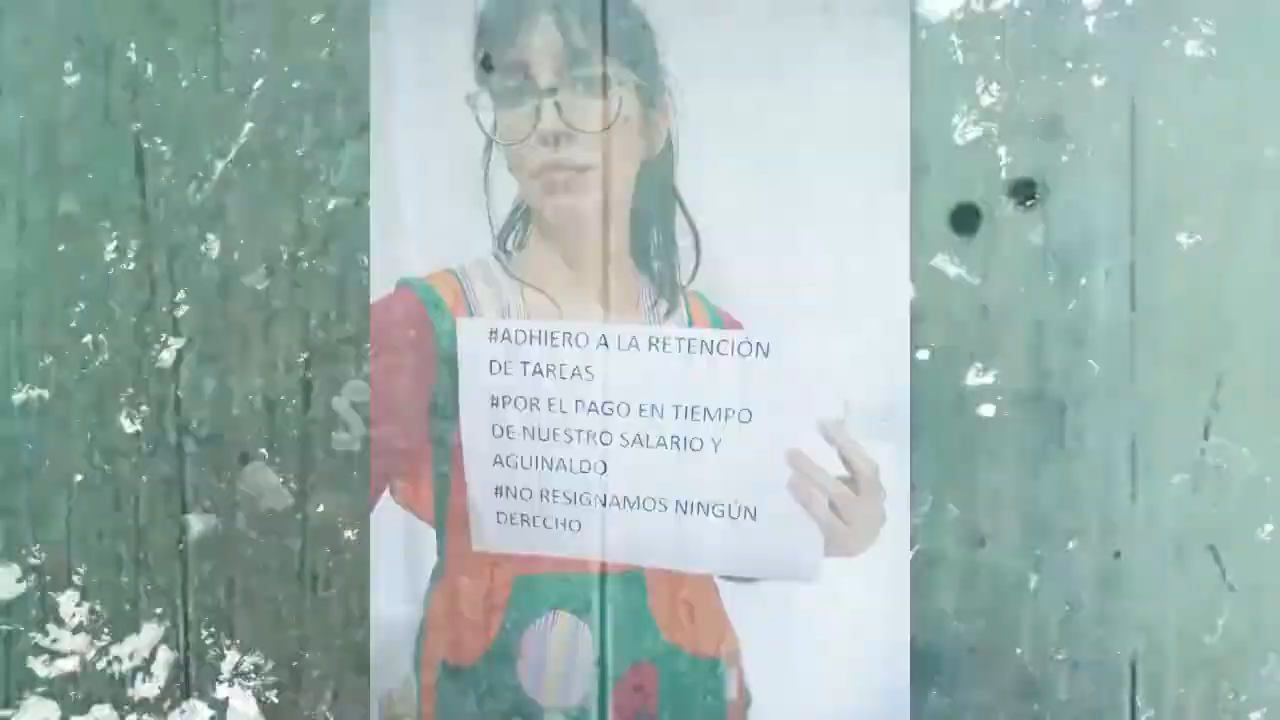 #ADHIERO A LA RETENCIÓN
DE TAREAS
#POR EL PAGO EN TIEMPO
DE NUESTRO SALARIO Y
AGUINALDO
#NO RESIGNAMOS NINGÚN
DERECHO